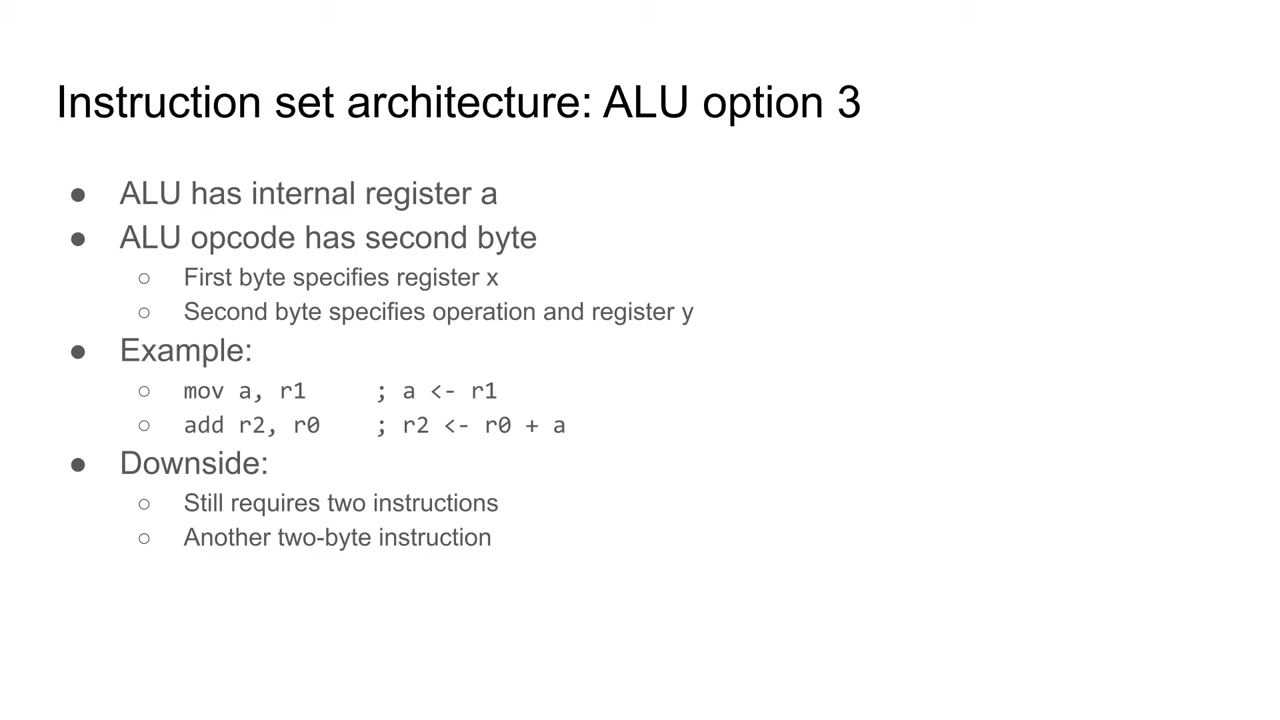 Instruction set architecture: ALU option 3
● ALU has internal register a
● ALU opcode has second byte
○ First byte specifies register x
○ Second byte specifies operation and register y
● Example:
○ mov a, r1     ; a <- r1
○ add r2, r0    ; r2 <- r0 + a
● Downside:
○ Still requires two instructions
○ Another two-byte instruction